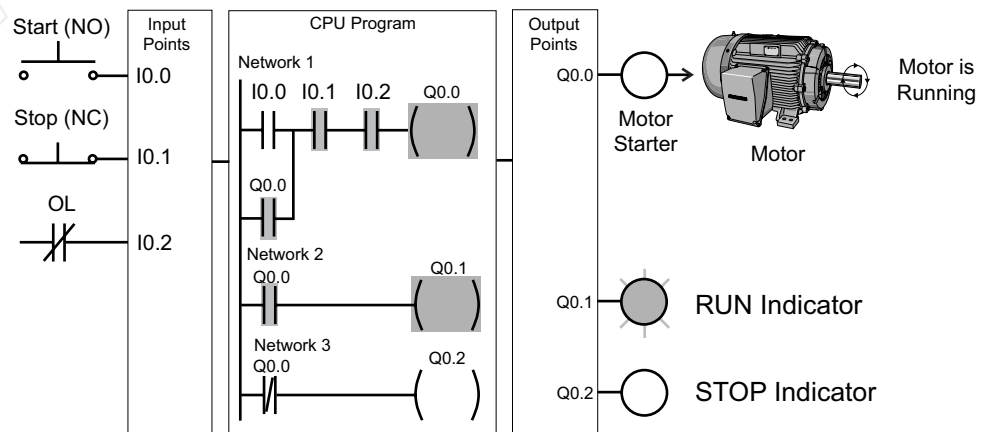 Start (NO)
I0.0
Stop (NC)
I0.1
OL
I0.2
Input
Points
CPU Program
Network 1
I0.0 I0.1 I0.2 Q0.0
Q0.0
Network 2
Q0.0 Q0.1
Network 3
Q0.0 Q0.2
Output
Points
Q0.0
Motor
Starter
Motor
Motor is
Running
Q0.1
RUN Indicator
Q0.2
STOP Indicator